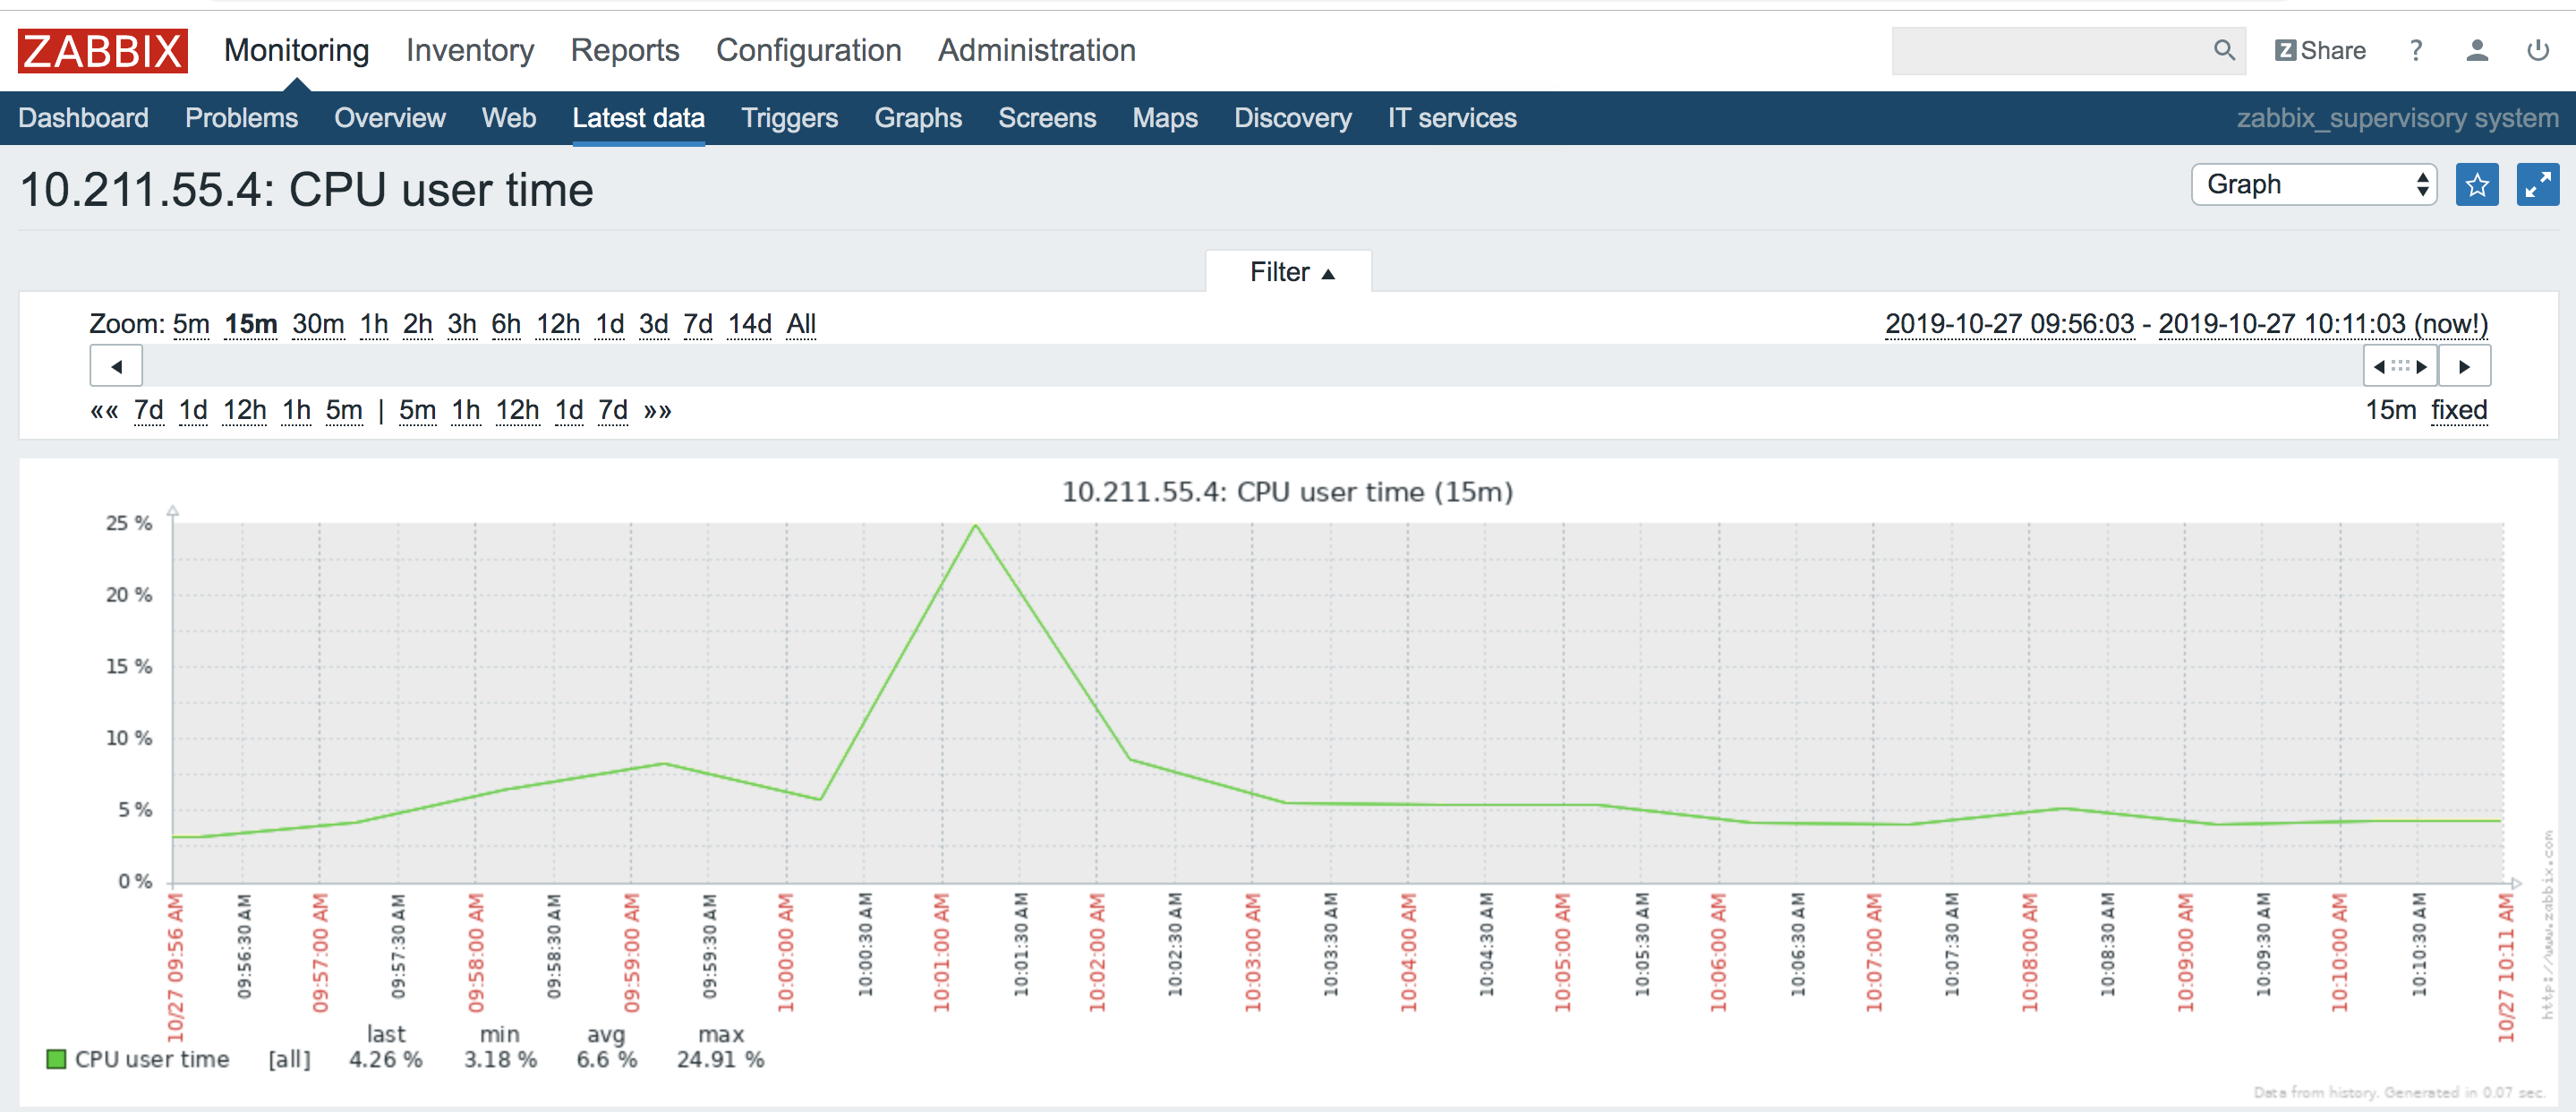 ZABBIX Monitoring Inventory Reports Configuration Administration Z Share ?
Dashboard Problems Overview Web Latest data Triggers Graphs Screens Maps Discovery IT services zabbix_supervisory system
10.211.55.4: CPU user time Graph
Filter ▲
Zoom: 5m 15m 30m 1h 2h 3h 6h 12h 1d 3d 7d 14d All 2019-10-27 09:56:03 - 2019-10-27 10:11:03 (now!)
«« 7d 1d 12h 1h 5m | 5m 1h 12h 1d 7d »» 15m fixed
10.211.55.4: CPU user time (15m)
25 %
20 %
15 %
10 %
5 %
0 %
10/27 09:56 AM
09:56:30 AM
09:57:00 AM
09:57:30 AM
09:58:00 AM
09:58:30 AM
09:59:00 AM
09:59:30 AM
10:00:00 AM
10:00:30 AM
10:01:00 AM
10:01:30 AM
10:02:00 AM
10:02:30 AM
10:03:00 AM
10:03:30 AM
10:04:00 AM
10:04:30 AM
10:05:00 AM
10:05:30 AM
10:06:00 AM
10:06:30 AM
10:07:00 AM
10:07:30 AM
10:08:00 AM
10:08:30 AM
10:09:00 AM
10:09:30 AM
10:10:00 AM
10:10:30 AM
10/27 10:11 AM
http://www.zabbix.com
last min avg max
CPU user time [all] 4.26 % 3.18 % 6.6 % 24.91 %
Data from history. Generated in 0.07 sec.